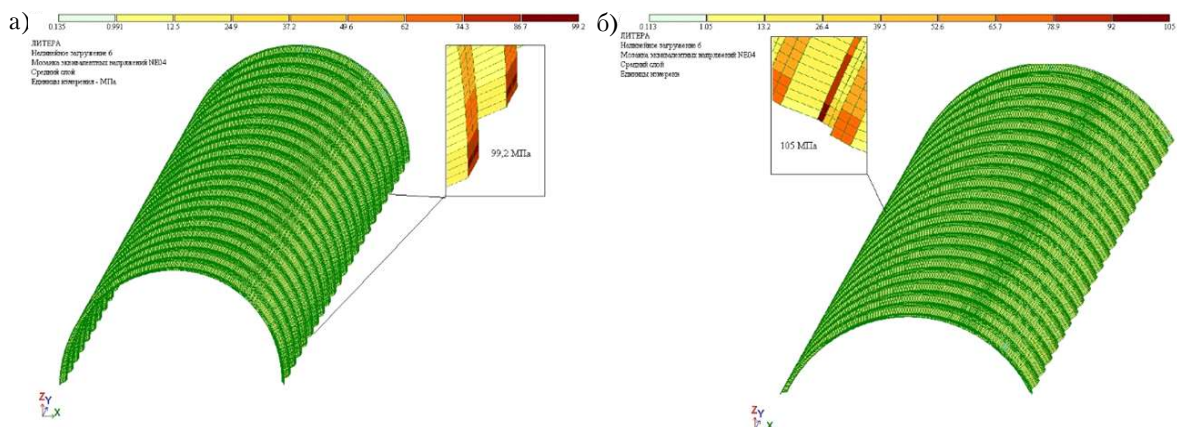 а)
0.135 0.991 12.5 24.9 37.2 49.6 62 74.3 86.7 99.2
ЛИТЕРА
Нелинейное загружение 6
Мозаика эквивалентных напряжений NE04
Средний слой
Единицы измерения - МПа
99,2 МПа
Z Y X
б)
0.113 1.05 13.2 26.4 39.5 52.6 65.7 78.9 92 105
ЛИТЕРА
Нелинейное загружение 6
Мозаика эквивалентных напряжений NE04
Средний слой
Единицы измерения
105 МПа
Z Y X